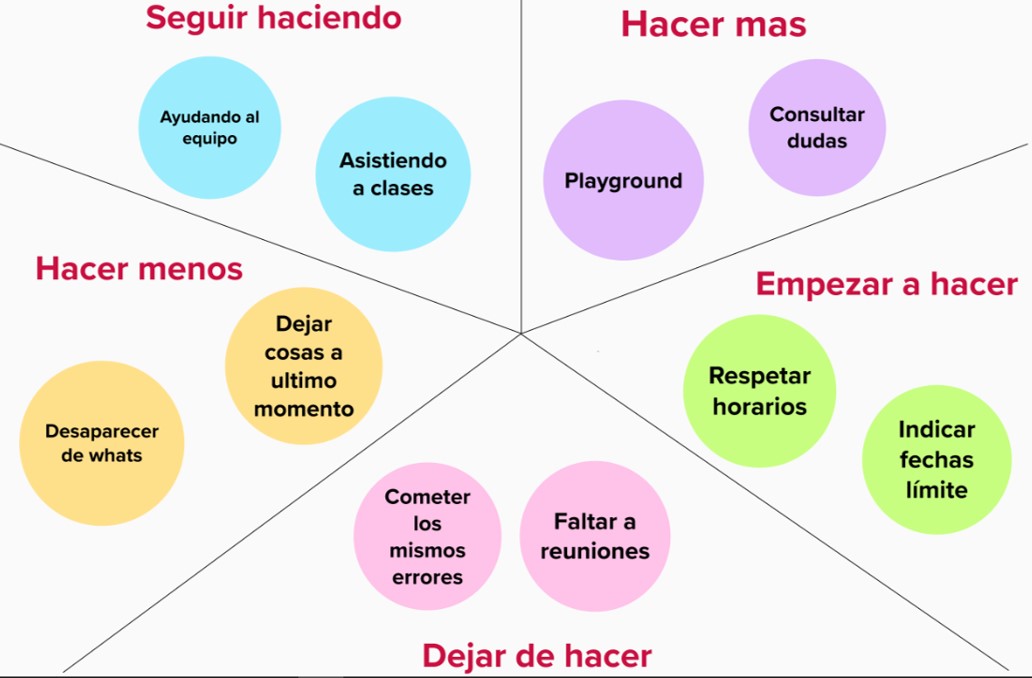 Seguir haciendo
Ayudando al
equipo
Asistiendo
a clases
Hacer mas
Playground
Consultar
dudas
Hacer menos
Desaparecer
de whats
Dejar
cosas a
ultimo
momento
Empezar a hacer
Respetar
horarios
Indicar
fechas
límite
Cometer
los
mismos
errores
Faltar a
reuniones
Dejar de hacer